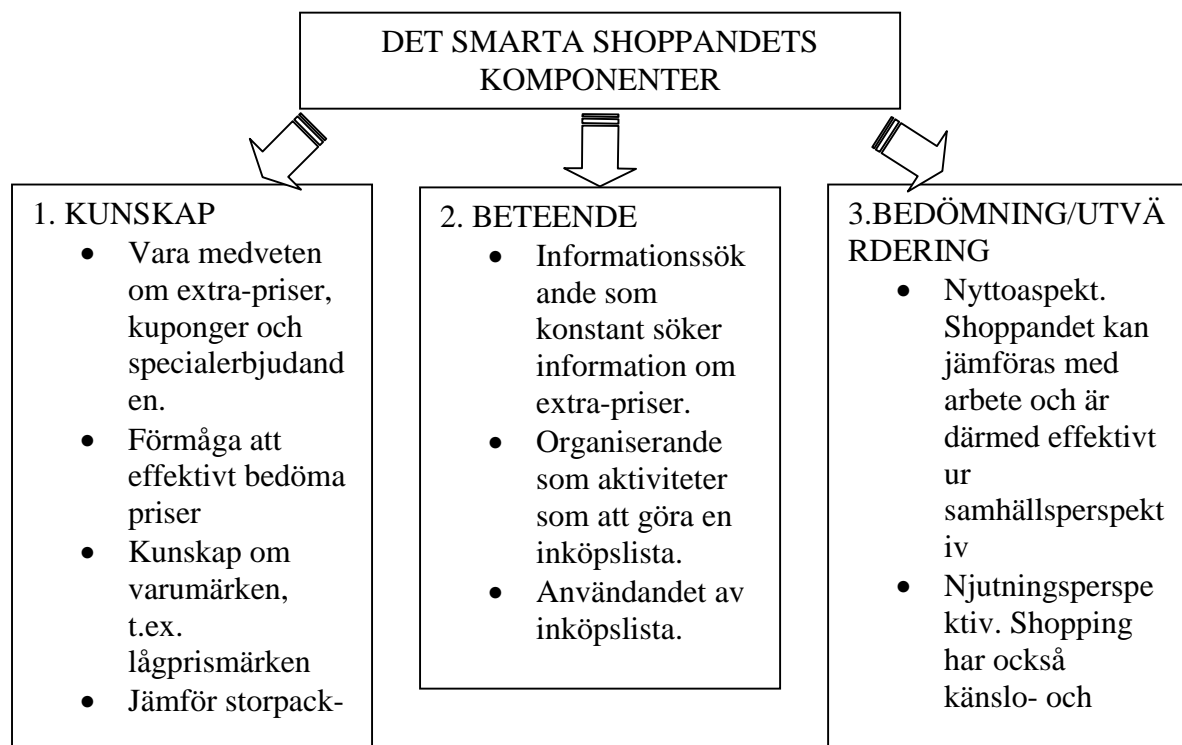 DET SMARTA SHOPPANDETS
KOMPONENTER
1. KUNSKAP
• Vara medveten
om extra-priser,
kuponger och
specialerbjudand
en.
• Förmåga att
effektivt bedöma
priser
• Kunskap om
varumärken,
t.ex.
lågprismärken
• Jämför storpack-
2. BETEENDE
• Informationssök
ande som
konstant söker
information om
extra-priser.
• Organiserande
som aktiviteter
som att göra en
inköpslista.
• Användandet av
inköpslista.
3.BEDÖMNING/UTVÄ
RDERING
• Nyttoaspekt.
Shoppandet kan
jämföras med
arbete och är
därmed effektivt
ur
samhällsperspekt
iv
• Njutningsperspe
ktiv. Shopping
har också
känslo- och